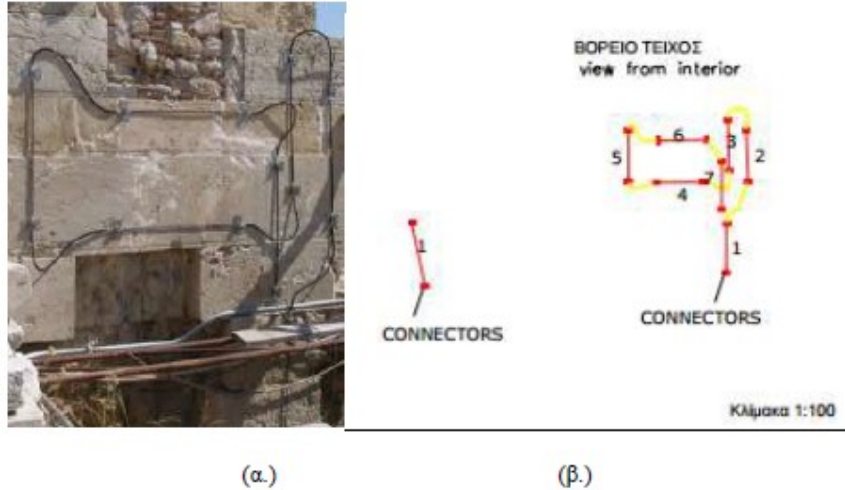 ΒΟΡΕΙΟ ΤΕΙΧΟΣ
view from interior
6
3
5
2
7
4
1
1
CONNECTORS
CONNECTORS
Κλίμακα 1:100
(α.)
(β.)